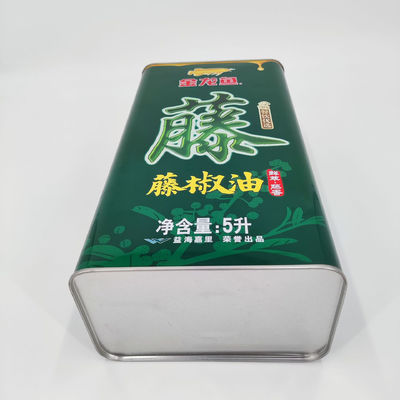 金龙鱼
藤
藤椒油
鲜麻·藤香
净含量:5升
益海嘉里 荣誉出品